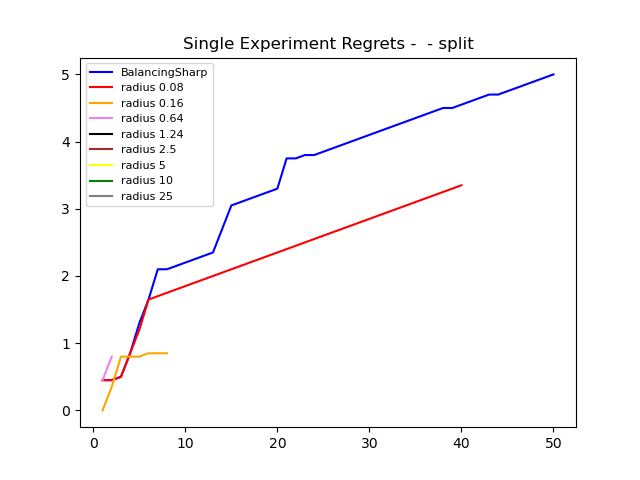 Single Experiment Regrets -  - split
BalancingSharp
radius 0.08
radius 0.16
radius 0.64
radius 1.24
radius 2.5
radius 5
radius 10
radius 25
5
4
3
2
1
0
0 10 20 30 40 50